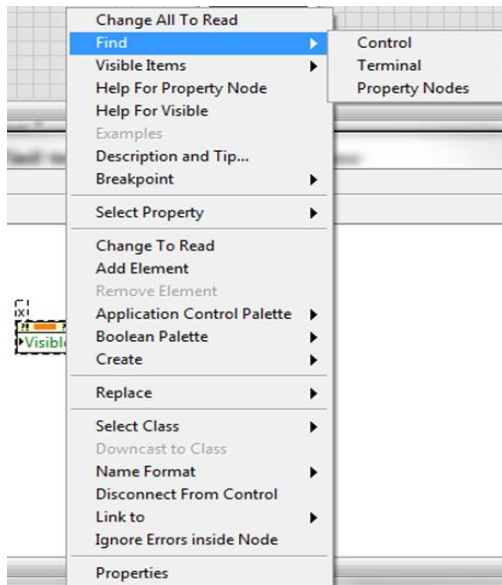 Change All To Read
Find
Control
Visible Items
Terminal
Help For Property Node
Property Nodes
Help For Visible
Examples
Description and Tip...
Breakpoint
Select Property
Change To Read
Add Element
Remove Element
Application Control Palette
Boolean Palette
Visible
Create
Replace
Select Class
Downcast to Class
Name Format
Disconnect From Control
Link to
Ignore Errors inside Node
Properties